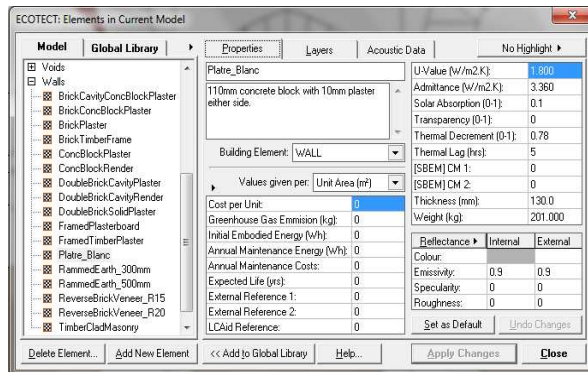 ECOTECT: Elements in Current Model
Model
Global Library
Voids
Walls
BrickCavityConcBlockPlaster
BrickConcBlockPlaster
BrickPlaster
BrickTimberFrame
ConcBlockPlaster
ConcBlockRender
DoubleBrickCavityPlaster
DoubleBrickCavityRender
DoubleBrickSolidPlaster
FramedPlasterboard
FramedTimberPlaster
Platre_Blanc
RammedEarth_300mm
RammedEarth_500mm
ReverseBrickVeneer_R15
ReverseBrickVeneer_R20
TimberCladMasonry
Delete Element...
Add New Element
Properties
Layers
Acoustic Data
No Highlight
Platre_Blanc
110mm concrete block with 10mm plaster
either side.
Building Element: WALL
Values given per: Unit Area (m²)
Cost per Unit: 0
Greenhouse Gas Emmision (kg): 0
Initial Embodied Energy (Wh): 0
Annual Maintenance Energy (Wh): 0
Annual Maintenance Costs: 0
Expected Life (yrs): 0
External Reference 1: 0
External Reference 2: 0
LCAid Reference: 0
U-Value (W/m2.K): 1.800
Admittance (W/m2.K): 3.360
Solar Absorption (0-1): 0.1
Transparency (0-1): 0
Thermal Decrement (0-1): 0.78
Thermal Lag (hrs): 5
[SBEM] CM 1: 0
[SBEM] CM 2: 0
Thickness (mm): 130.0
Weight (kg): 201.000
Reflectance Internal External
Colour:
Emissivity: 0.9 0.9
Specularity: 0 0
Roughness: 0 0
Set as Default
Undo Changes
<< Add to Global Library
Help...
Apply Changes
Close